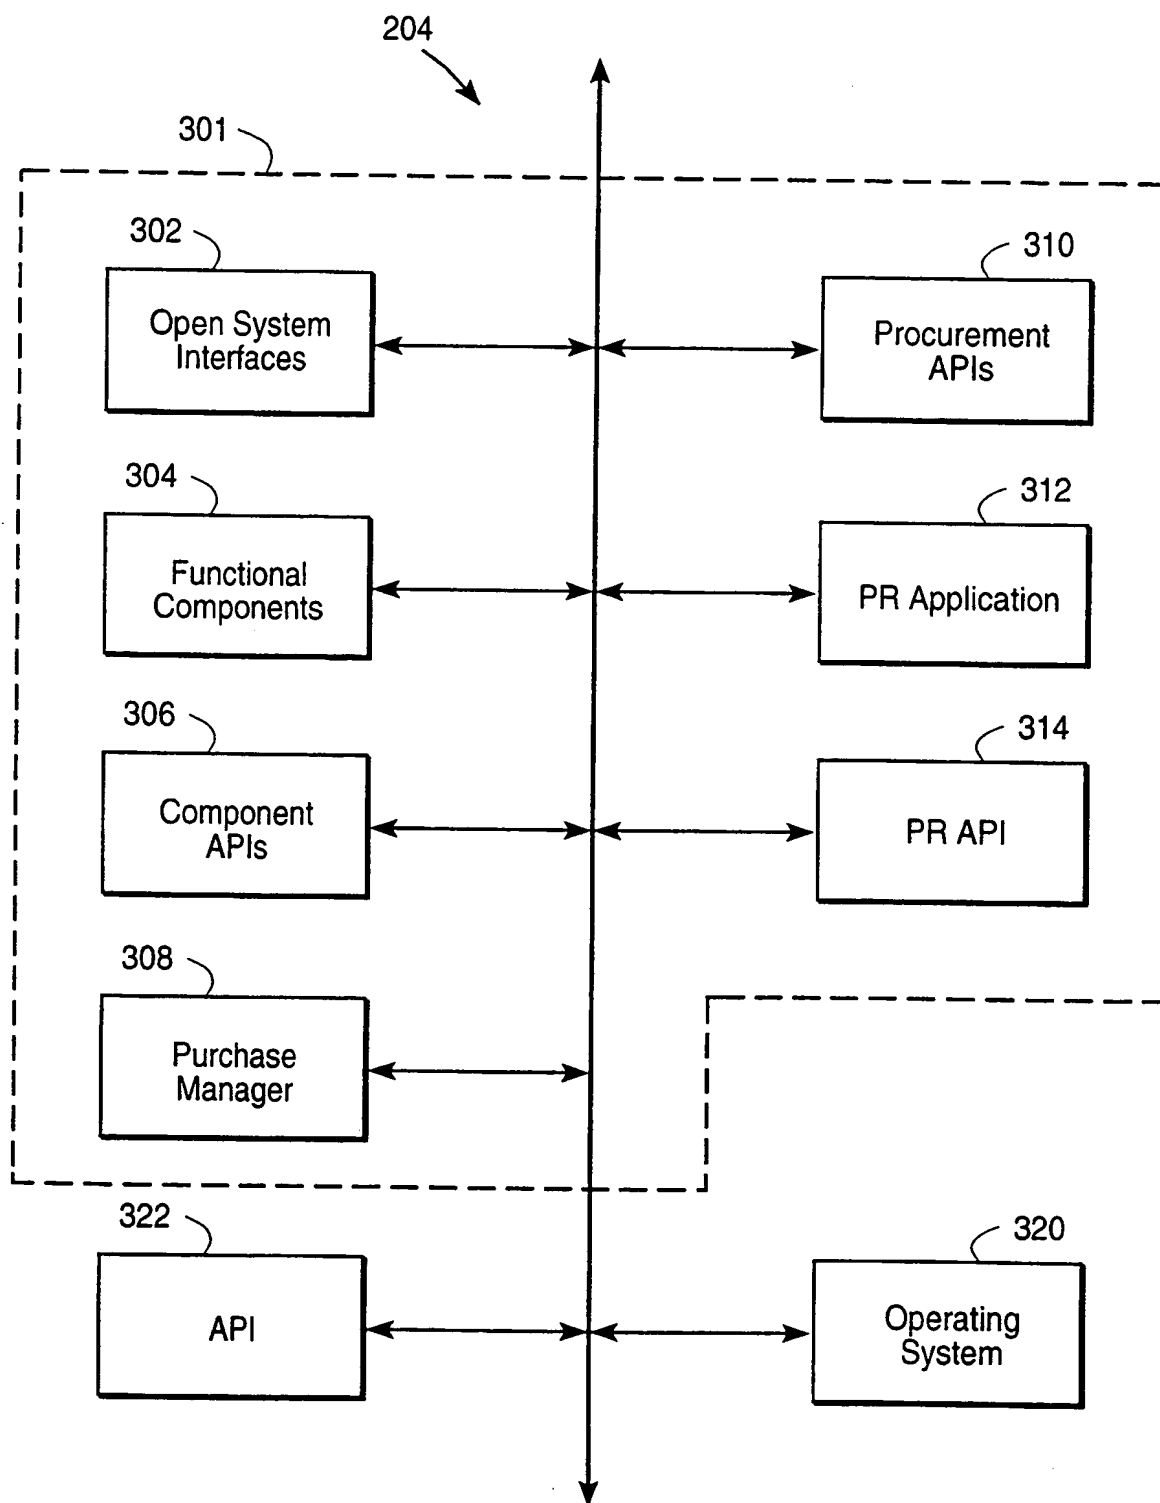 204
301
302
Open System
Interfaces
310
Procurement
APIs
304
Functional
Components
312
PR Application
306
Component
APIs
314
PR API
308
Purchase
Manager
322
API
320
Operating
System